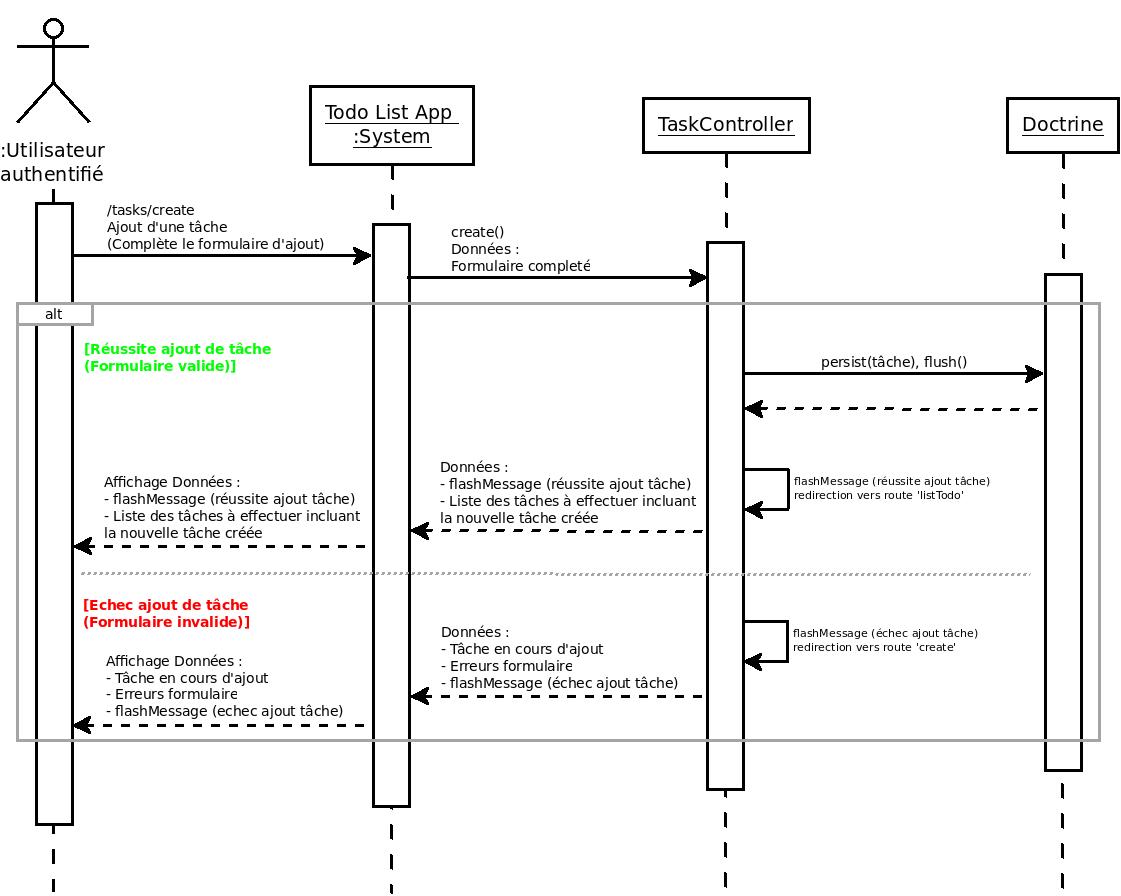 :Utilisateur
authentifié
Todo List App
:System
TaskController
Doctrine
/tasks/create
Ajout d'une tâche
(Complète le formulaire d'ajout)
create()
Données :
Formulaire completé
alt
[Réussite ajout de tâche
(Formulaire valide)]
persist(tâche), flush()
flashMessage (réussite ajout tâche)
redirection vers route 'listTodo'
Données :
- flashMessage (réussite ajout tâche)
- Liste des tâches à effectuer incluant
la nouvelle tâche créée
Affichage Données :
- flashMessage (réussite ajout tâche)
- Liste des tâches à effectuer incluant
la nouvelle tâche créée
[Echec ajout de tâche
(Formulaire invalide)]
flashMessage (échec ajout tâche)
redirection vers route 'create'
Données :
- Tâche en cours d'ajout
- Erreurs formulaire
- flashMessage (échec ajout tâche)
Affichage Données :
- Tâche en cours d'ajout
- Erreurs formulaire
- flashMessage (echec ajout tâche)